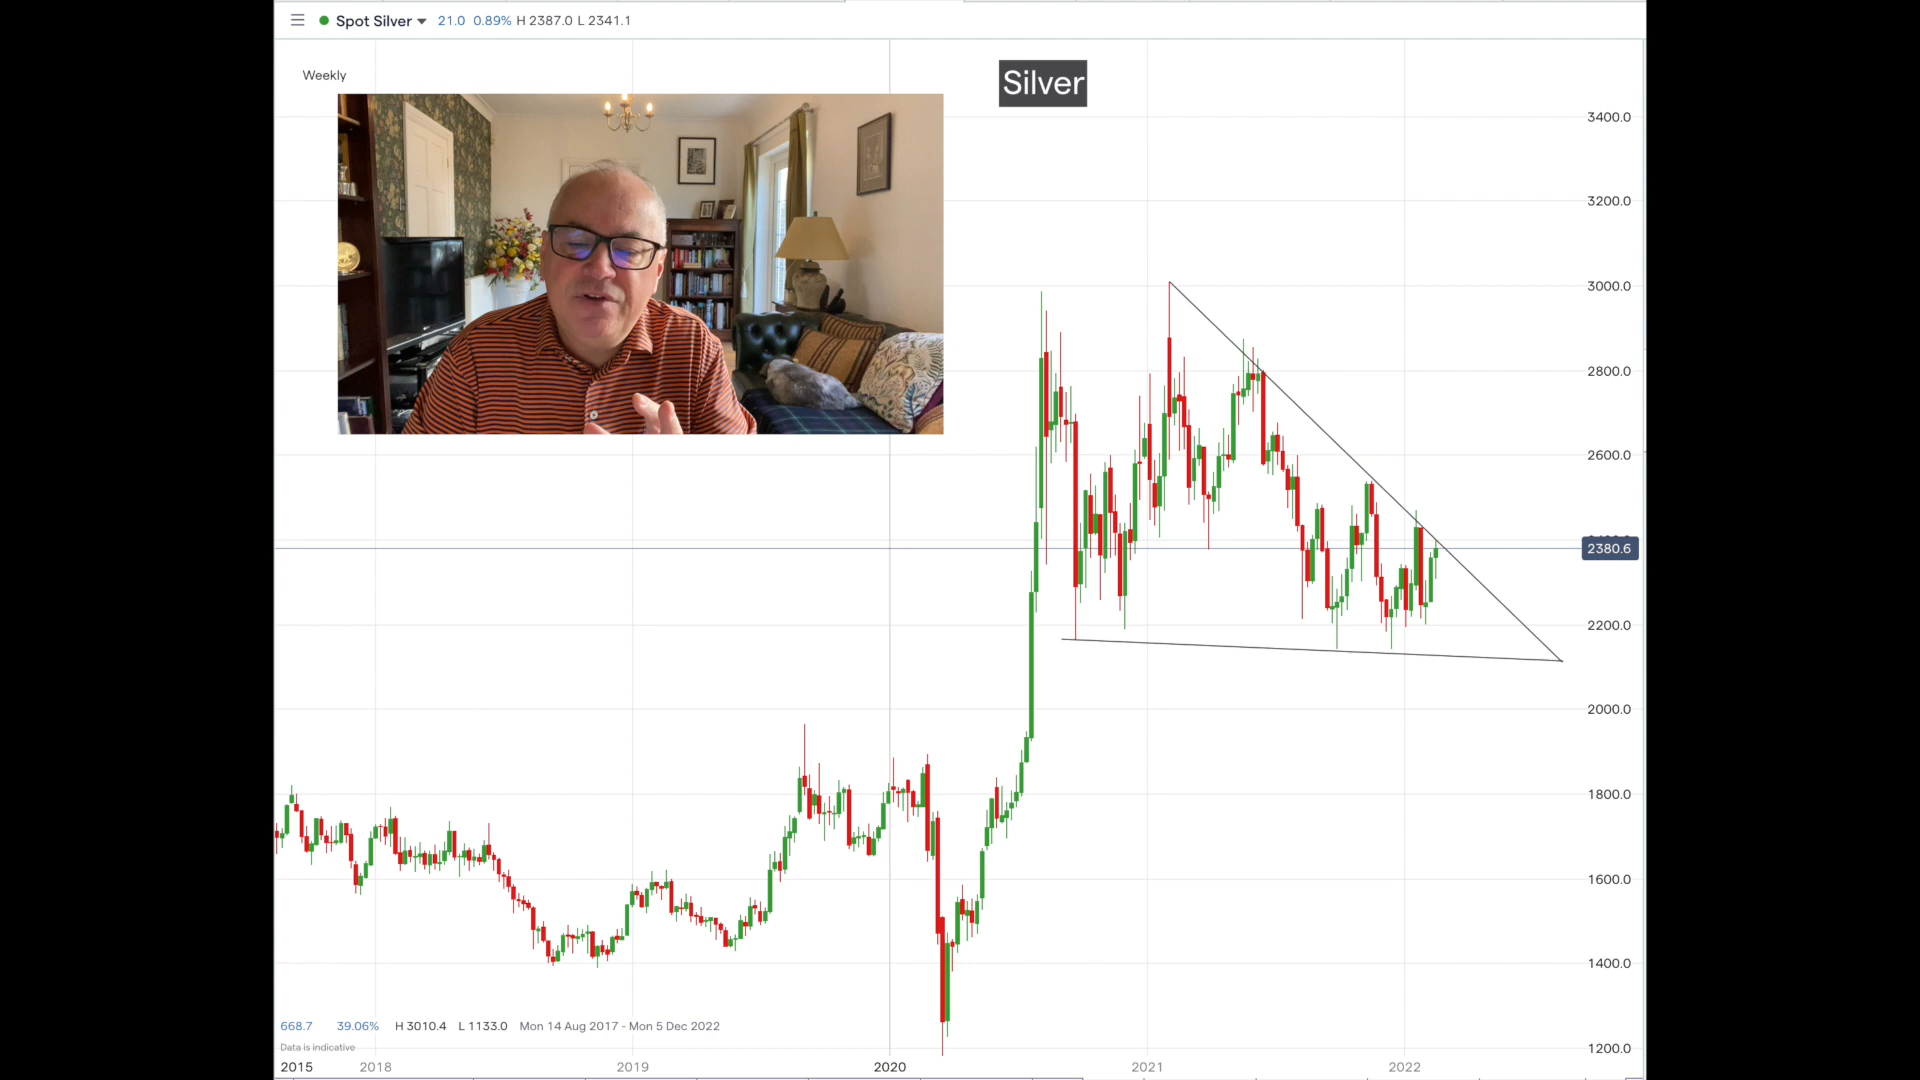 Spot Silver 21.0 0.89% H 2387.0 L 2341.1
Weekly
Silver
3400.0
3200.0
3000.0
2800.0
2600.0
2380.6
2200.0
2000.0
1800.0
1600.0
1400.0
1200.0
668.7 39.06% H 3010.4 L 1133.0 Mon 14 Aug 2017 - Mon 5 Dec 2022
Data is indicative
2015 2018 2019 2020 2021 2022